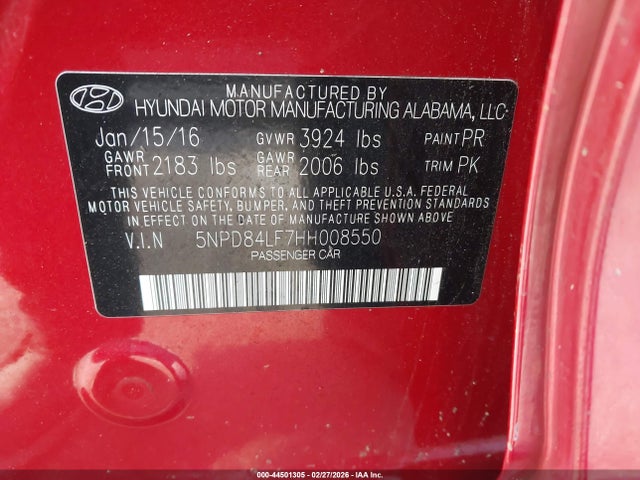 MANUFACTURED BY
HYUNDAI MOTOR MANUFACTURING ALABAMA, LLC.
Jan/15/16 GVWR 3924 lbs PAINT PR
GAWR FRONT 2183 lbs GAWR REAR 2006 lbs TRIM PK
THIS VEHICLE CONFORMS TO ALL APPLICABLE U.S.A. FEDERAL
MOTOR VEHICLE SAFETY, BUMPER, AND THEFT PREVENTION STANDARDS
IN EFFECT ON THE DATE OF MANUFACTURE SHOWN ABOVE
V.I.N 5NPD84LF7HH008550
PASSENGER CAR
000-44501305 - 02/27/2026 - IAAI.com